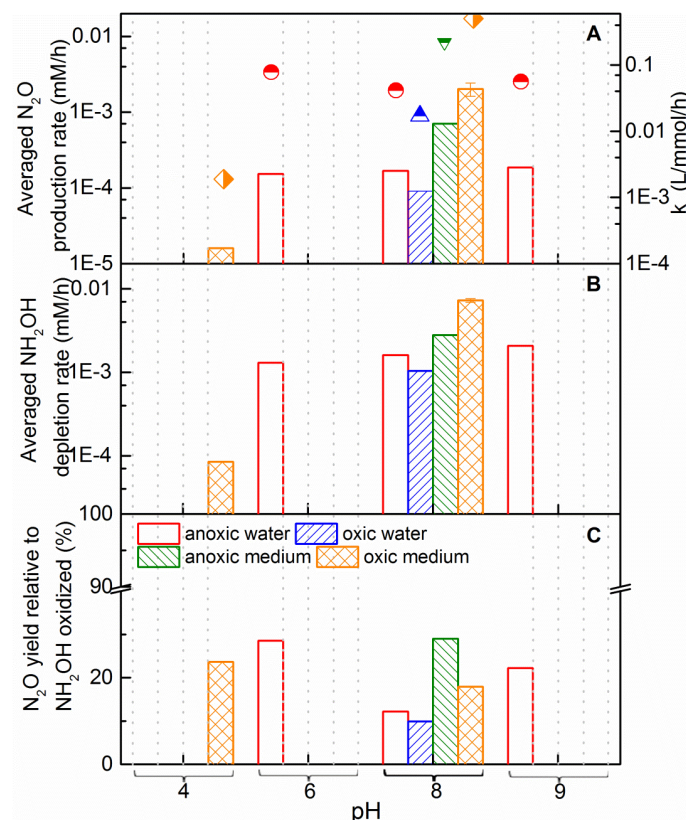 A
0.01
1E-3
1E-4
1E-5
Averaged N₂O
production rate (mM/h)
0.1
0.01
1E-3
1E-4
k (L/mmol/h)
B
0.01
1E-3
1E-4
Averaged NH₂OH
depletion rate (mM/h)
C
100
90
20
0
N₂O yield relative to
NH₂OH oxidized (%)
anoxic water oxic water
anoxic medium oxic medium
4 6 8 9
pH